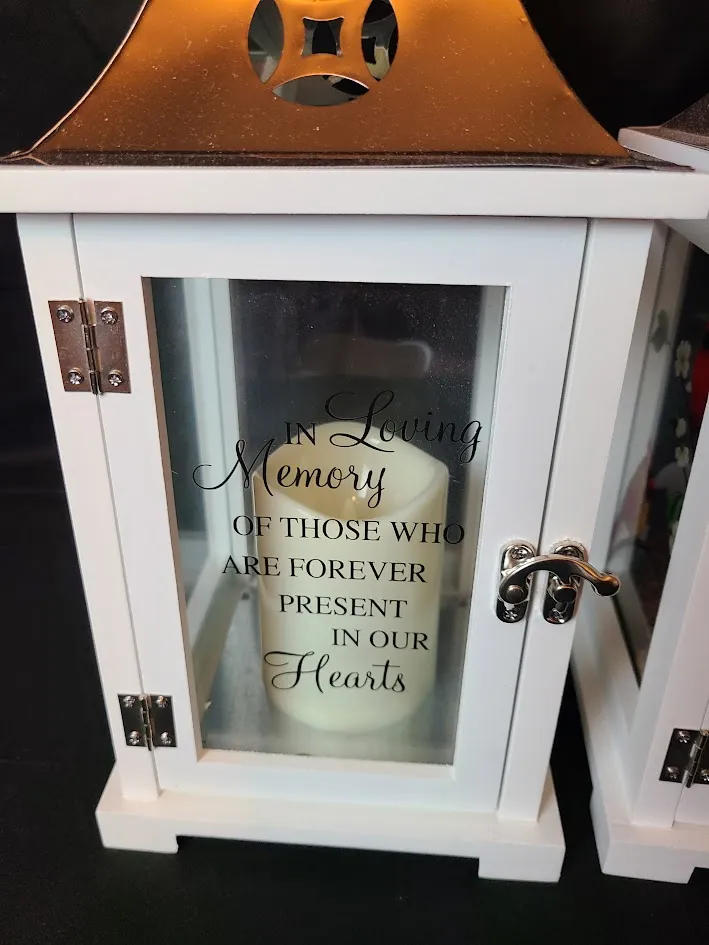 IN Loving
Memory
OF THOSE WHO
ARE FOREVER
PRESENT
IN OUR
Hearts